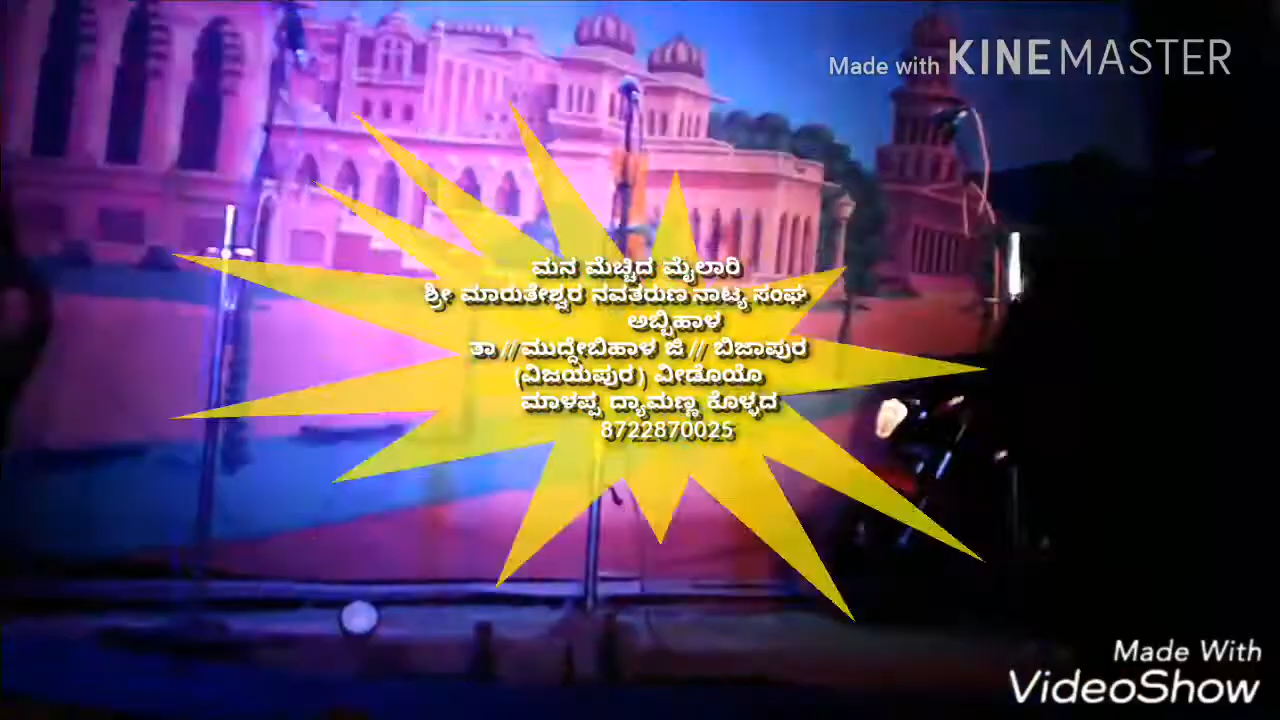 Made with KINEMASTER
ಮನ ಮೆಚ್ಚಿದ ಮೈಲಾರಿ
ಶ್ರೀ ಮಾರುತೇಶ್ವರ ನವತರುಣ ನಾಟ್ಯ ಸಂಘ
ಅಬ್ಬಿಹಾಳ
ತಾ//ಮುದ್ದೇಬಿಹಾಳ ಜಿ// ಬಿಜಾಪುರ
(ವಿಜಯಪುರ) ವೀಡೊಯೊ
ಮಾಳಪ್ಪ ದ್ಯಾಮಣ್ಣ ಕೊಳ್ಳದ
8722870025
Made With
VideoShow